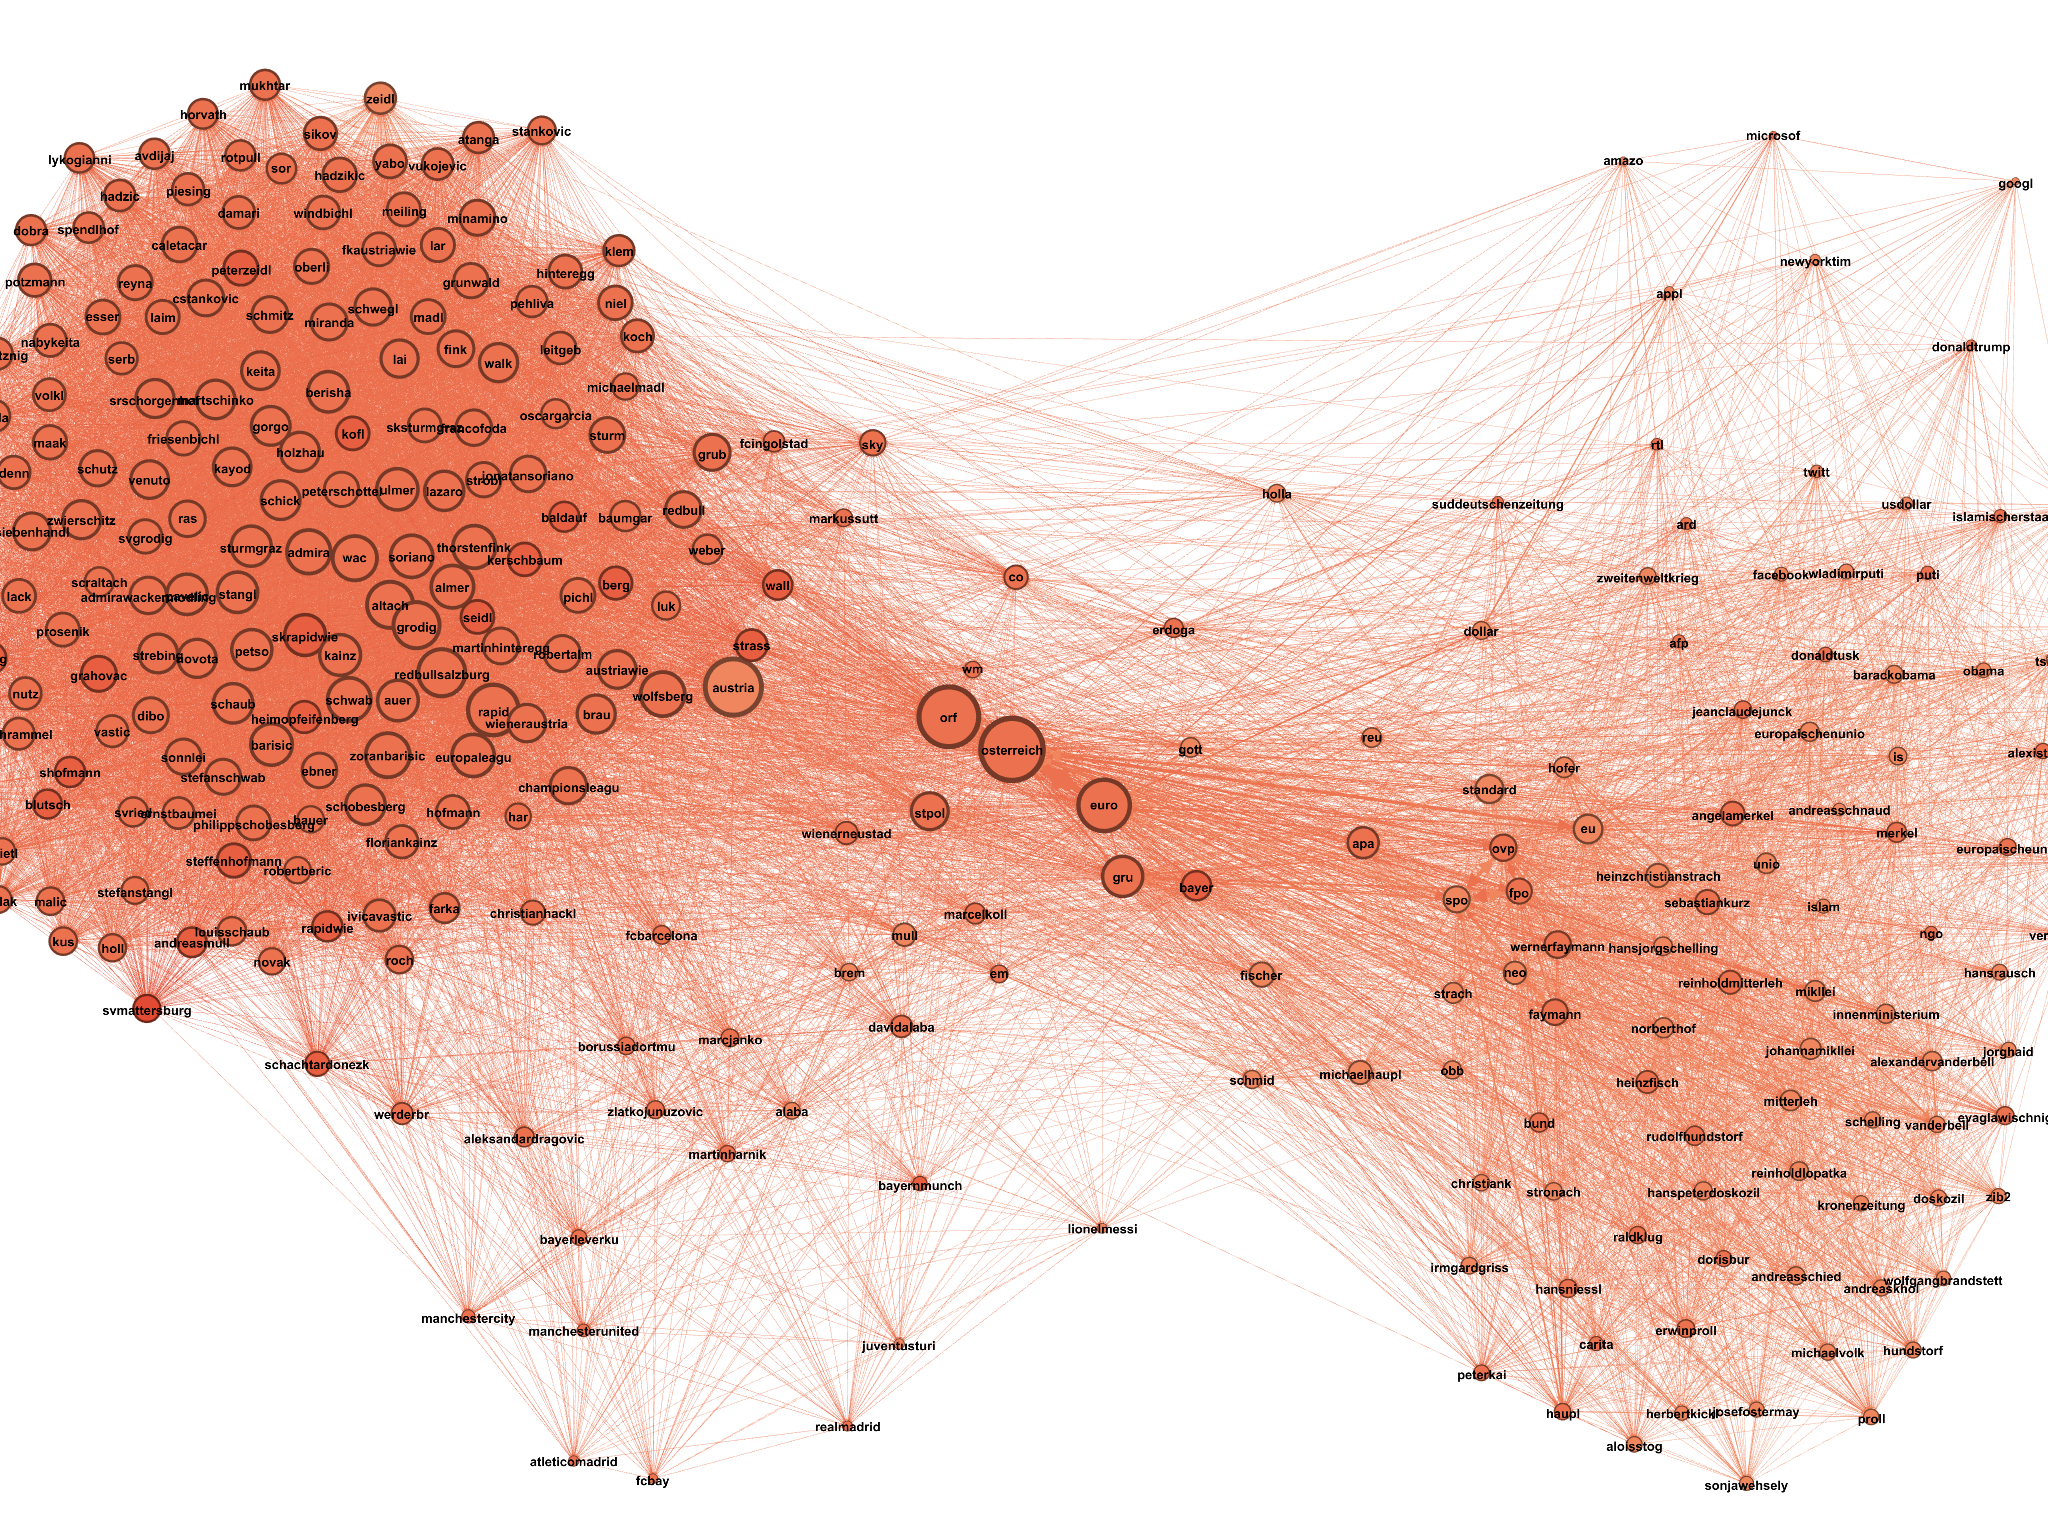 mukhtar
zeidl
horvath
sikov
stankovic
atanga
microsof
amazo
lykogianni
avdijaj
rotpull
sor
hadzikic
yabo
vukojevic
googl
hadzic
piesing
damari
windbichl
meiling
minamino
dobra
spendlhof
caletacar
fkaustriawie
lar
klem
newyorktim
potzmann
reyna
peterzeidl
oberli
grunwald
hinteregg
appl
cstankovic
pehliva
niel
esser
laim
schmitz
miranda
schwegl
madl
koch
nabykeita
serb
lai
fink
walk
leitgeb
donaldtrump
keita
berisha
michaelmadl
volkl
srschorgenhof
martschinko
oscargarcia
gorgo
kofl
sksturmgraz
francofoda
sturm
maak
friesenbichl
holzhau
grub
fcingolstad
sky
rtl
denn
schutz
venuto
kayod
twitt
schick
peterschottel
ulmer
lazaro
strobl
jonatansoriano
holla
suddeutschenzeitung
usdollar
siebenhandl
zwierschitz
ras
baldauf
baumgar
redbull
markussutt
ard
islamischerstaa
svgrodig
sturmgraz
admira
wac
soriano
thorstenfink
kerschbaum
weber
scraltach
lack
admirawackermodling
pavelic
stangl
altach
almer
pichl
berg
luk
wall
co
zweitenweltkrieg
facebook
wladimirputi
puti
prosenik
skrapidwie
grodig
seidl
strass
erdoga
dollar
afp
strebing
novota
petso
kainz
martinhinteregg
robertalm
donaldtusk
grahovac
redbullsalzburg
austriawie
wm
barackobama
obama
nutz
schaub
schwab
auer
rapid
wolfsberg
austria
dibo
heimopfeifenberg
wieneraustria
brau
orf
jeanclaudejunck
hrammel
vastic
barisic
osterreich
gott
reu
europaischenunio
sonnlei
zoranbarisic
europaleagu
is
alexist
shofmann
stefanschwab
ebner
championsleagu
hofer
standard
blutsch
svried
ernstbaumei
philippschobesberg
bauer
schobesberg
hofmann
har
stpol
euro
andreasschnaud
wienerneustad
eu
angelamerkel
merkel
floriankainz
apa
ovp
europaischeun
steffenhofmann
robertberic
unio
stefanstangl
gru
bayer
heinzchristianstrach
malic
farka
spo
fpo
sebastiankurz
islam
christianhackl
marcelkoll
kus
holl
andreasmull
louisschaub
rapidwie
ivicavastic
fcbarcelona
mull
ngo
novak
roch
brem
em
fischer
wernerfaymann
hansjorgschelling
neo
hansrausch
svmattersburg
strach
reinholdmitterleh
mikllei
davidalaba
faymann
norberthof
innenministerium
borussiadortmu
marcjanko
johannamikllei
jorghaid
schachtardonezk
alexandervanderbell
schmid
michaelhaupl
obb
heinzfisch
werderbr
zlatkojunuzovic
alaba
mitterleh
aleksandardragovic
bund
rudolfhundstorf
schelling
vanderbell
evaglawischnig
martinharnik
bayernmunch
christiank
stronach
hanspeterdoskozil
reinholdlopatka
kronenzeitung
doskozil
zib2
lionelmessi
bayerleverku
raldklug
irmgardgriss
dorisbur
hansniessl
andreasschied
andreaskhol
wolfgangbrandstett
manchestercity
manchesterunited
juventusturi
carita
erwinproll
michaelvolk
hundstorf
peterkai
realmadrid
haupl
herbertkickl
josefostermay
proll
aloisstog
atleticomadrid
fcbay
sonjawehsely